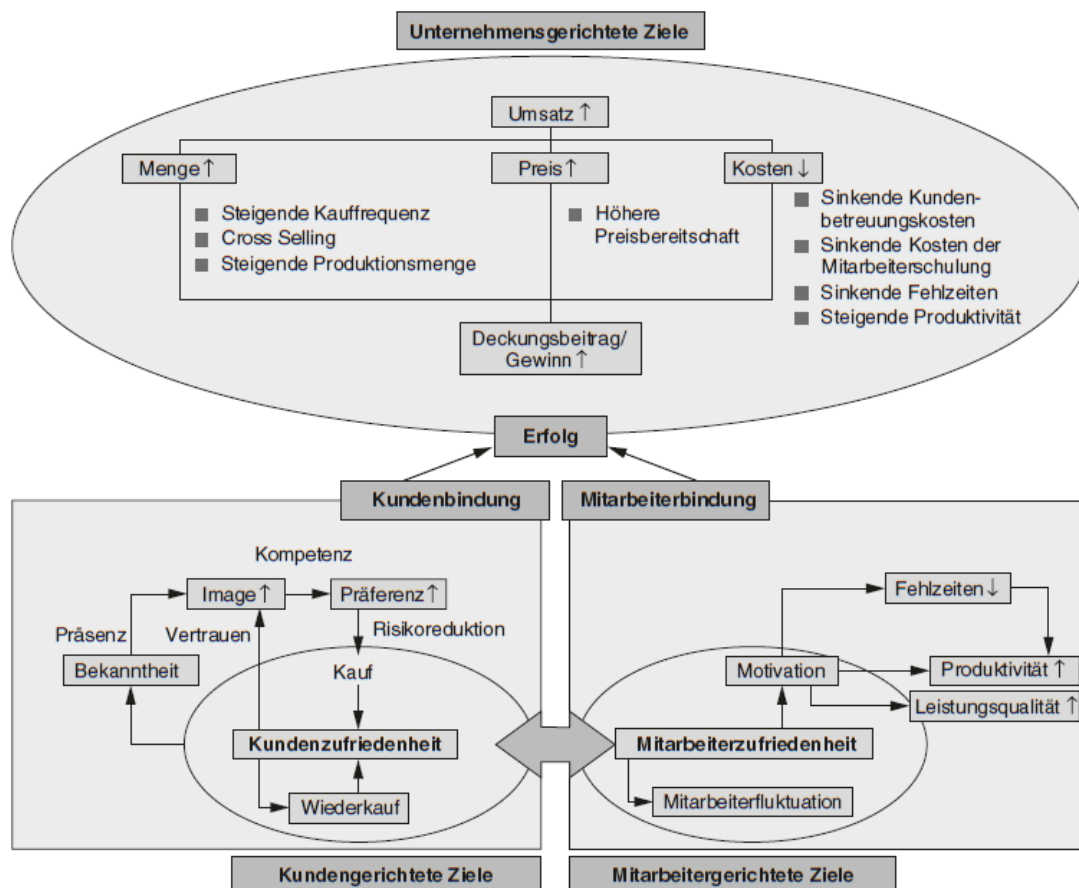 Unternehmensgerichtete Ziele
Umsatz ↑
Menge ↑
Preis ↑
Kosten ↓
■ Steigende Kauffrequenz
■ Cross Selling
■ Steigende Produktionsmenge
■ Höhere
Preisbereitschaft
■ Sinkende Kunden-
betreuungskosten
■ Sinkende Kosten der
Mitarbeiterschulung
■ Sinkende Fehlzeiten
■ Steigende Produktivität
Deckungsbeitrag/
Gewinn ↑
Erfolg
Kundenbindung
Mitarbeiterbindung
Kompetenz
Image ↑
Präferenz ↑
Präsenz
Vertrauen
Risikoreduktion
Bekanntheit
Kauf
Kundenzufriedenheit
Wiederkauf
Kundengerichtete Ziele
Fehlzeiten ↓
Motivation
Produktivität ↑
Leistungsqualität ↑
Mitarbeiterzufriedenheit
Mitarbeiterfluktuation
Mitarbeitergerichtete Ziele